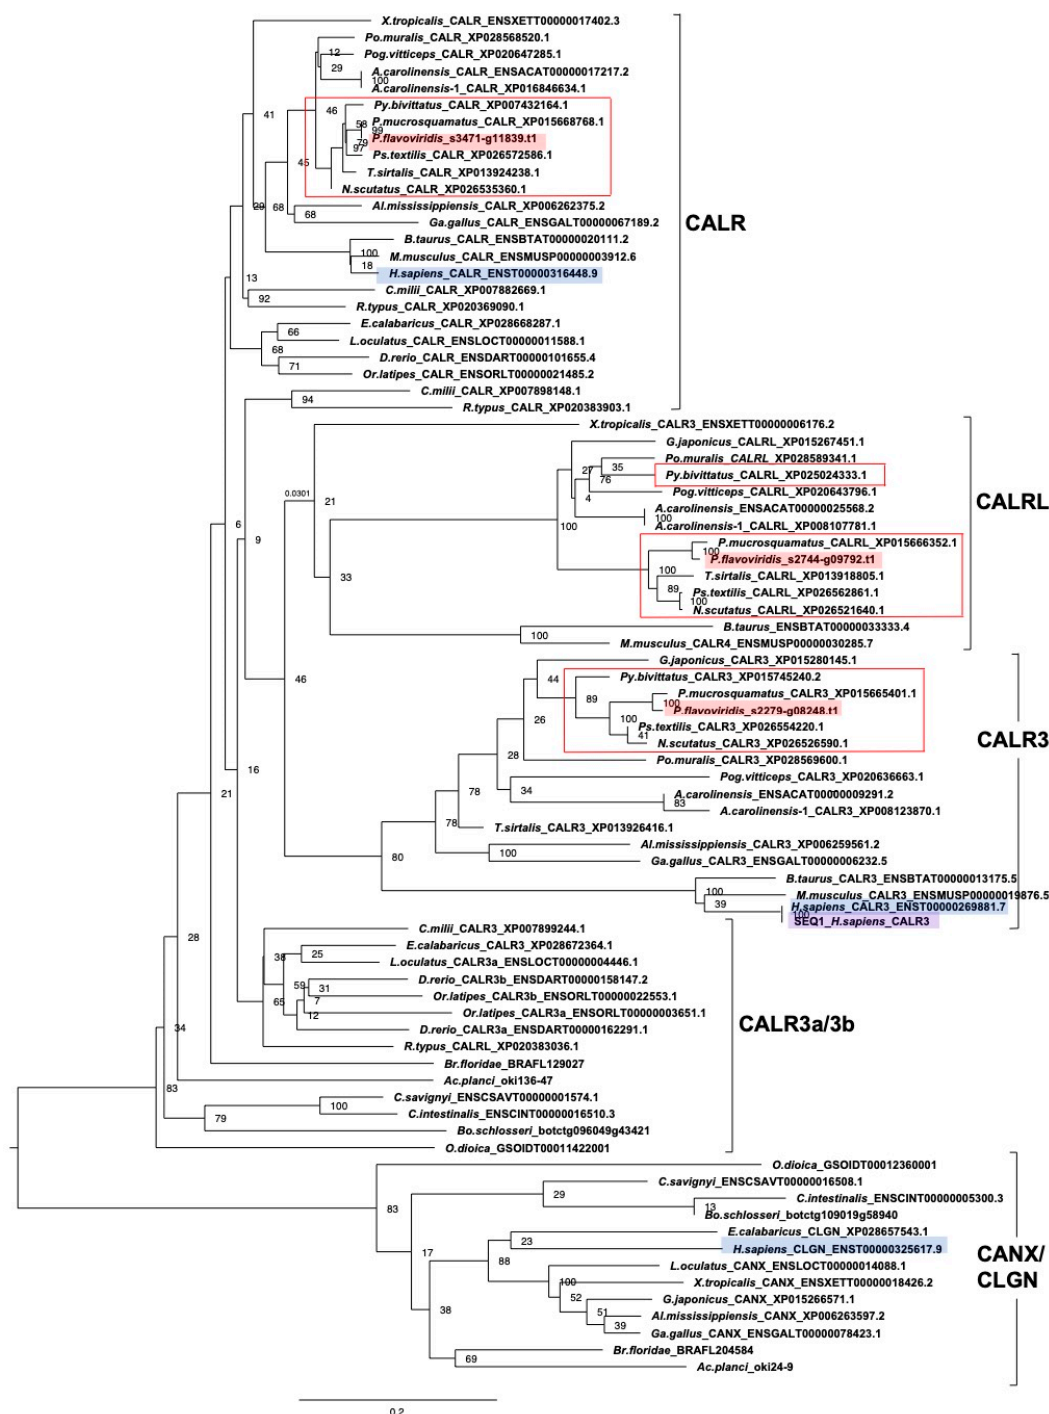 X.tropicalis_CALR_ENSXETT00000017402.3
Po.muralis_CALR_XP028568520.1
12
Pog.vitticeps_CALR_XP020647285.1
29
A.carolinensis_CALR_ENSACAT00000017217.2
100
A.carolinensis-1_CALR_XP016846634.1
Py.bivittatus_CALR_XP007432164.1
46
41
58
P.mucrosquamatus_CALR_XP015668768.1
99
79
P.flavoviridis_s3471-g11839.t1
97
Ps.textilis_CALR_XP026572586.1
45
T.sirtalis_CALR_XP013924238.1
N.scutatus_CALR_XP026535360.1
29
68
Al.mississippiensis_CALR_XP006262375.2
68
Ga.gallus_CALR_ENSGALT00000067189.2
CALR
B.taurus_CALR_ENSBTAT00000020111.2
100
M.musculus_CALR_ENSMUSP00000003912.6
18
H.sapiens_CALR_ENST00000316448.9
13
C.milii_CALR_XP007882669.1
92
R.typus_CALR_XP020369090.1
E.calabaricus_CALR_XP028668287.1
66
L.oculatus_CALR_ENSLOCT00000011588.1
68
D.rerio_CALR_ENSDART00000101655.4
71
Or.latipes_CALR_ENSORLT00000021485.2
C.milii_CALR_XP007898148.1
94
R.typus_CALR_XP020383903.1
X.tropicalis_CALR3_ENSXETT00000006176.2
G.japonicus_CALRL_XP015267451.1
Po.muralis_CALRL_XP028589341.1
27
35
76
Py.bivittatus_CALRL_XP025024333.1
0.0301
21
4
Pog.vitticeps_CALRL_XP020643796.1
CALRL
A.carolinensis_ENSACAT00000025568.2
100
6
100
A.carolinensis-1_CALRL_XP008107781.1
9
P.mucrosquamatus_CALRL_XP015666352.1
100
P.flavoviridis_s2744-g09792.t1
33
100
T.sirtalis_CALRL_XP013918805.1
89
Ps.textilis_CALRL_XP026562861.1
100
N.scutatus_CALRL_XP026521640.1
B.taurus_ENSBTAT00000033333.4
100
M.musculus_CALR4_ENSMUSP00000030285.7
G.japonicus_CALR3_XP015280145.1
46
44
Py.bivittatus_CALR3_XP015745240.2
89
P.mucrosquamatus_CALR3_XP015665401.1
100
P.flavoviridis_s2279-g08248.t1
26
100
Ps.textilis_CALR3_XP026554220.1
41
N.scutatus_CALR3_XP026526590.1
CALR3
28
Po.muralis_CALR3_XP028569600.1
16
Pog.vitticeps_CALR3_XP020636663.1
78
34
21
A.carolinensis_ENSACAT00000009291.2
83
A.carolinensis-1_CALR3_XP008123870.1
78
T.sirtalis_CALR3_XP013926416.1
Al.mississippiensis_CALR3_XP006259561.2
80
100
Ga.gallus_CALR3_ENSGALT00000006232.5
B.taurus_CALR3_ENSBTAT00000013175.5
100
M.musculus_CALR3_ENSMUSP00000019876.5
39
H.sapiens_CALR3_ENST00000269881.7
100
SEQ1_H.sapiens_CALR3
C.milii_CALR3_XP007899244.1
28
E.calabaricus_CALR3_XP028672364.1
38
25
L.oculatus_CALR3a_ENSLOCT00000004446.1
D.rerio_CALR3b_ENSDART00000158147.2
59
31
Or.latipes_CALR3b_ENSORLT00000022553.1
65
7
12
Or.latipes_CALR3a_ENSORLT00000003651.1
34
D.rerio_CALR3a_ENSDART00000162291.1
CALR3a/3b
R.typus_CALRL_XP020383036.1
Br.floridae_BRAFL129027
Ac.planci_oki136-47
83
C.savignyi_ENSCSAVT00000001574.1
100
C.intestinalis_ENSCINT00000016510.3
79
Bo.schlosseri_botctg096049g43421
O.dioica_GSOIDT00011422001
O.dioica_GSOIDT00012360001
C.savignyi_ENSCSAVT00000016508.1
29
C.intestinalis_ENSCINT00000005300.3
83
13
Bo.schlosseri_botctg109019g58940
E.calabaricus_CLGN_XP028657543.1
23
H.sapiens_CLGN_ENST00000325617.9
17
88
CANX/
CLGN
L.oculatus_CANX_ENSLOCT00000014088.1
100
X.tropicalis_CANX_ENSXETT00000018426.2
52
G.japonicus_CANX_XP015266571.1
38
51
Al.mississippiensis_CANX_XP006263597.2
39
Ga.gallus_CANX_ENSGALT00000078423.1
Br.floridae_BRAFL204584
69
Ac.planci_oki24-9
0.2